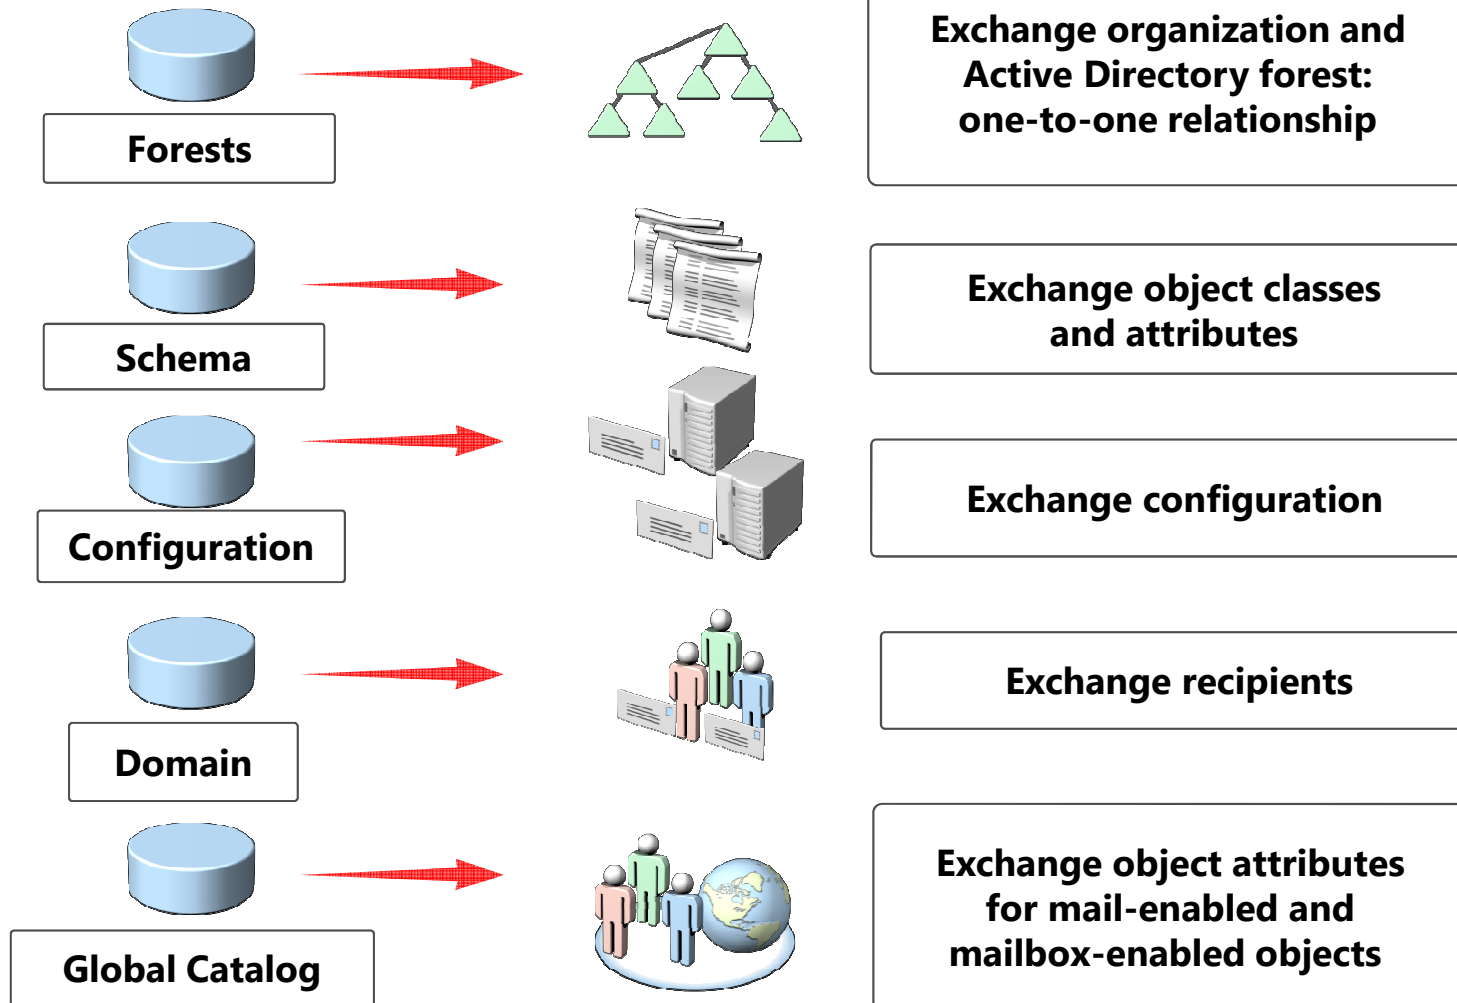 Forests
Exchange organization and
Active Directory forest:
one-to-one relationship
Schema
Exchange object classes
and attributes
Configuration
Exchange configuration
Domain
Exchange recipients
Global Catalog
Exchange object attributes
for mail-enabled and
mailbox-enabled objects